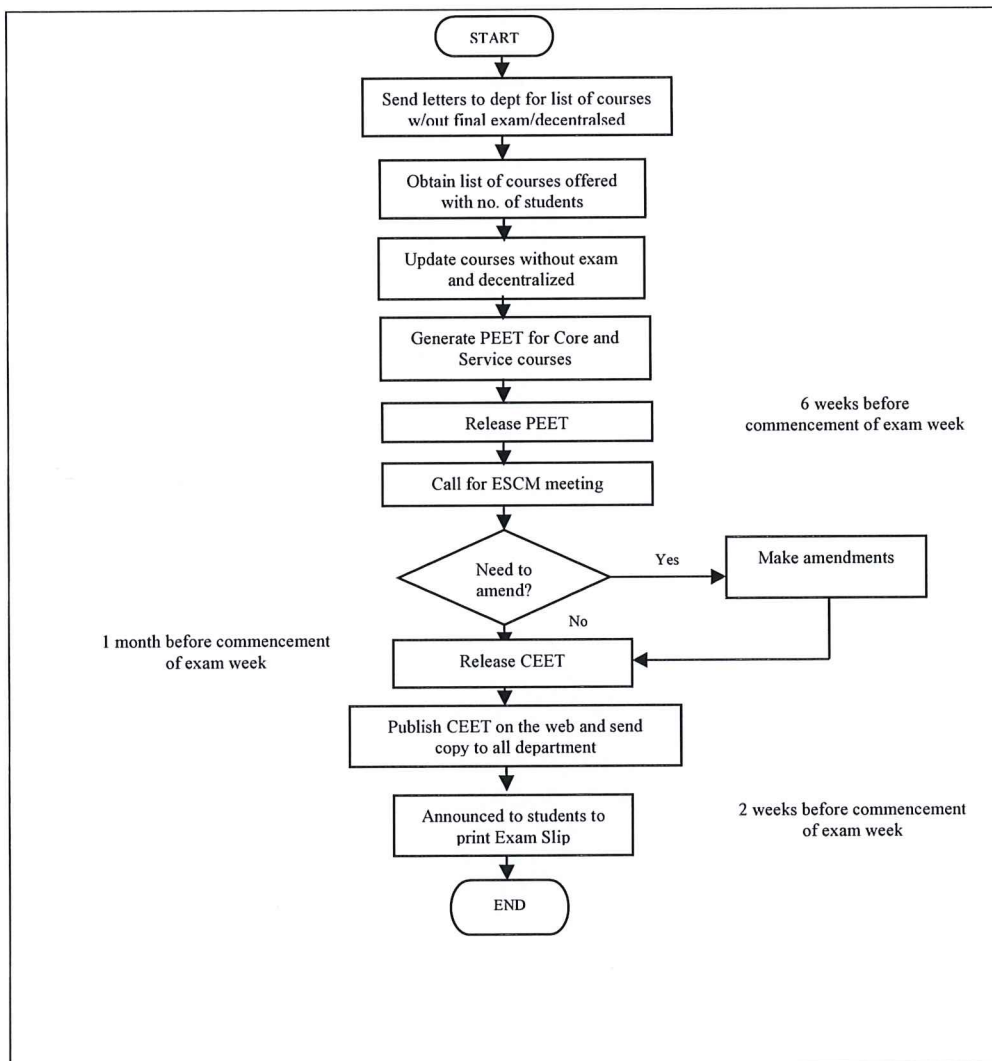 START
Send letters to dept for list of courses
w/out final exam/decentralsed
Obtain list of courses offered
with no. of students
Update courses without exam
and decentralized
Generate PEET for Core and
Service courses
6 weeks before
commencement of exam week
Release PEET
Call for ESCM meeting
Need to
amend?
Yes
Make amendments
No
1 month before commencement
of exam week
Release CEET
Publish CEET on the web and send
copy to all department
Announced to students to
print Exam Slip
2 weeks before commencement
of exam week
END